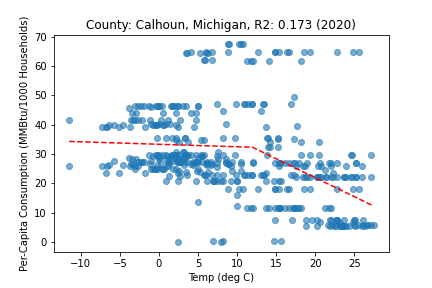 County: Calhoun, Michigan, R2: 0.173 (2020)
Per-Capita Consumption (MMBtu/1000 Households)
70
60
50
40
30
20
10
0
−10 −5 0 5 10 15 20 25
Temp (deg C)